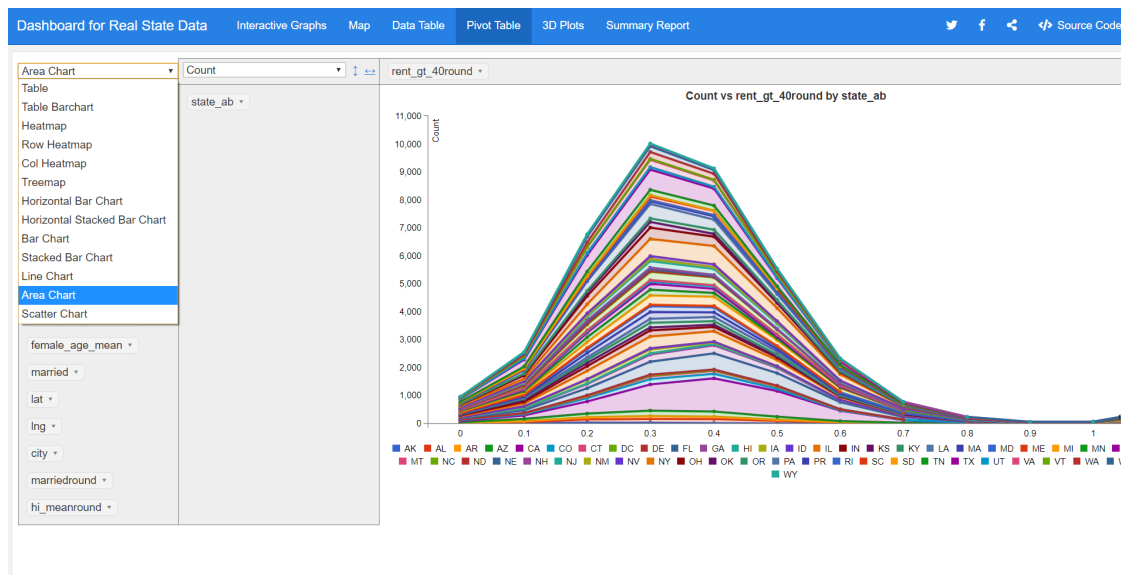 Dashboard for Real State Data Interactive Graphs Map Data Table Pivot Table 3D Plots Summary Report Source Code
Area Chart Count rent_gt_40round
Table
Table Barchart
Heatmap
Row Heatmap
Col Heatmap
Treemap
Horizontal Bar Chart
Horizontal Stacked Bar Chart
Bar Chart
Stacked Bar Chart
Line Chart
Area Chart
Scatter Chart
female_age_mean
married
lat
lng
city
marriedround
hi_meanround
state_ab
Count vs rent_gt_40round by state_ab
Count
11,000
10,000
9,000
8,000
7,000
6,000
5,000
4,000
3,000
2,000
1,000
0
0 0.1 0.2 0.3 0.4 0.5 0.6 0.7 0.8 0.9 1
AK AL AR AZ CA CO CT DC DE FL GA HI IA ID IL IN KS KY LA MA MD ME MI MN
MT NC ND NE NH NJ NM NV NY OH OK OR PA PR RI SC SD TN TX UT VA VT WA
WY